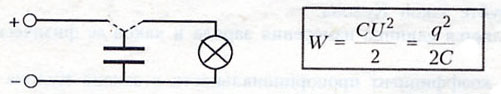 +
−
W = CU²/2 = q²/2C